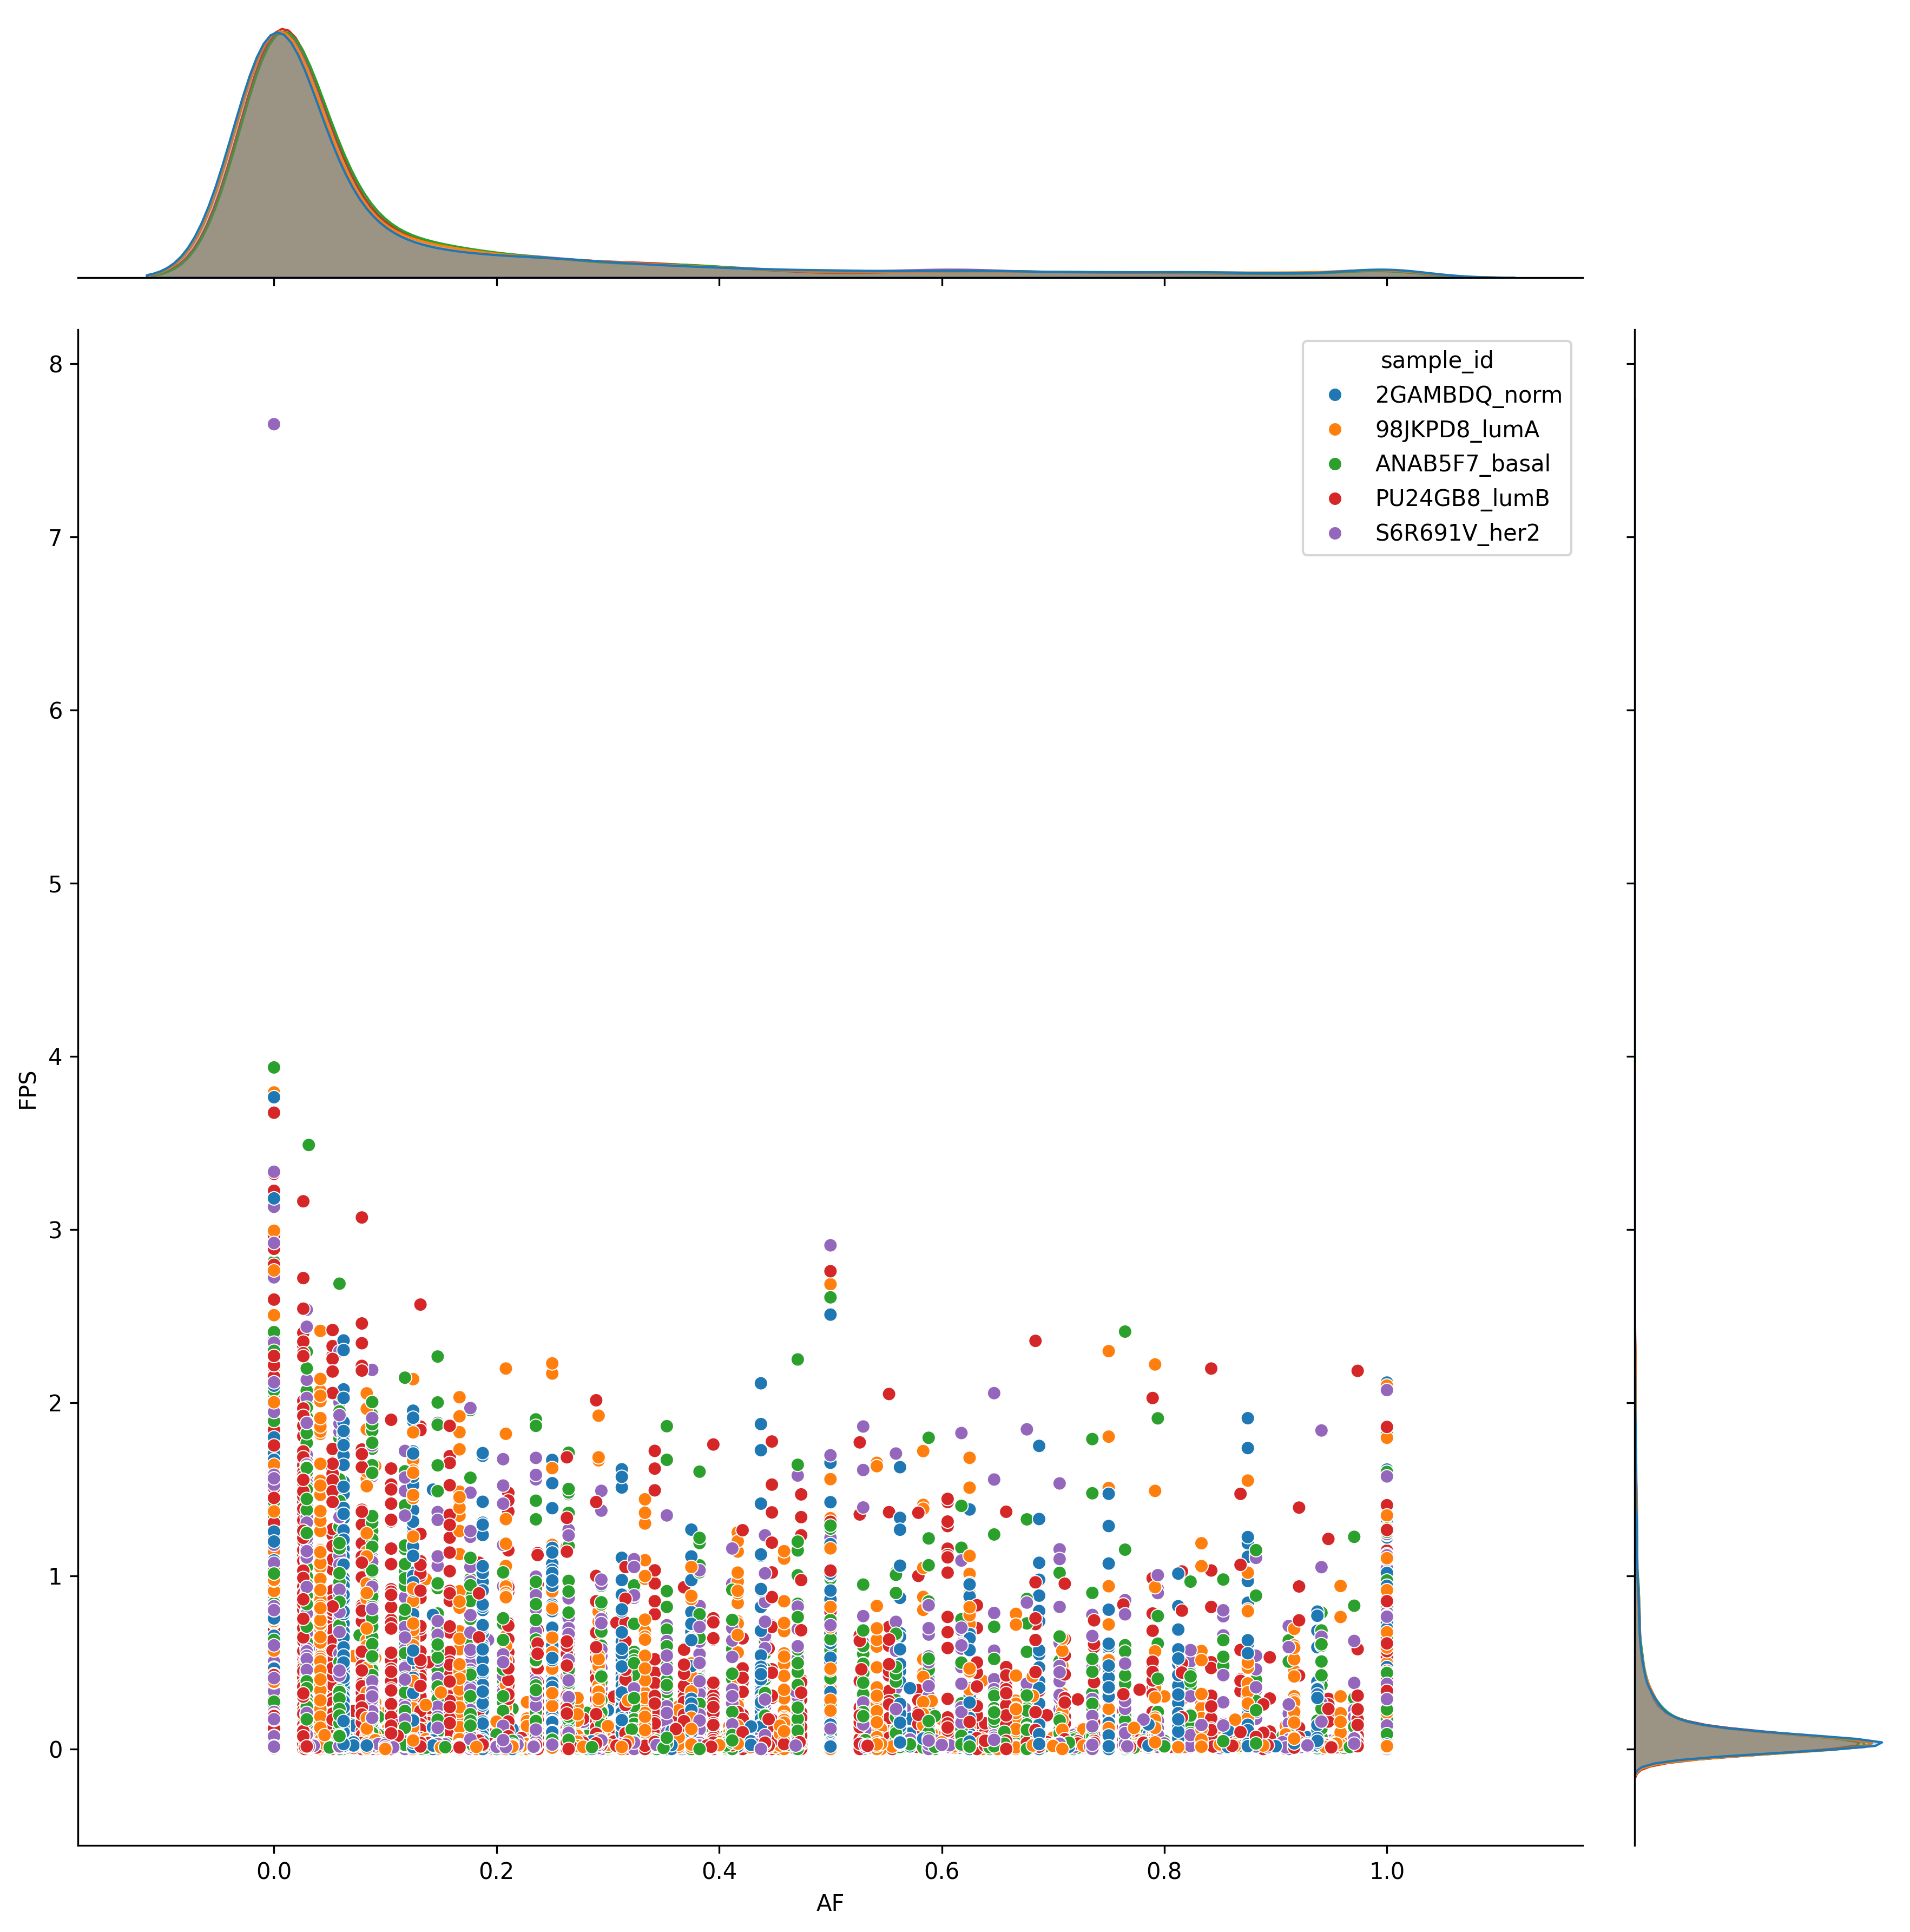 sample_id
2GAMBDQ_norm
98JKPD8_lumA
ANAB5F7_basal
PU24GB8_lumB
S6R691V_her2
8
7
6
5
4
3
2
1
0
FPS
0.0 0.2 0.4 0.6 0.8 1.0
AF